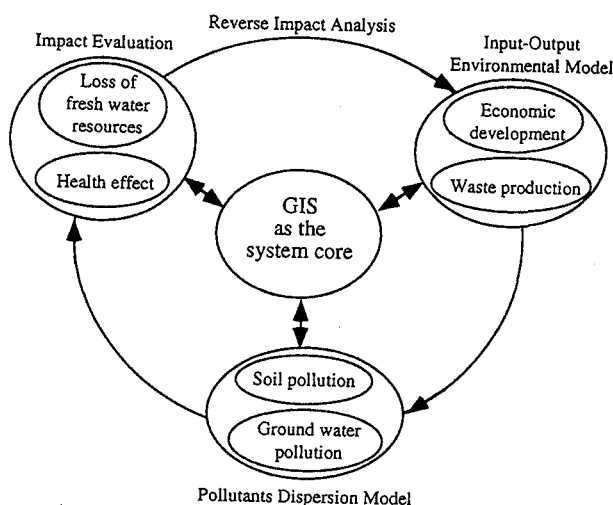 Reverse Impact Analysis
Impact Evaluation
Input-Output
Environmental Model
Loss of
fresh water
resources
Health effect
Economic
development
Waste production
GIS
as the
system core
Soil pollution
Ground water
pollution
Pollutants Dispersion Model